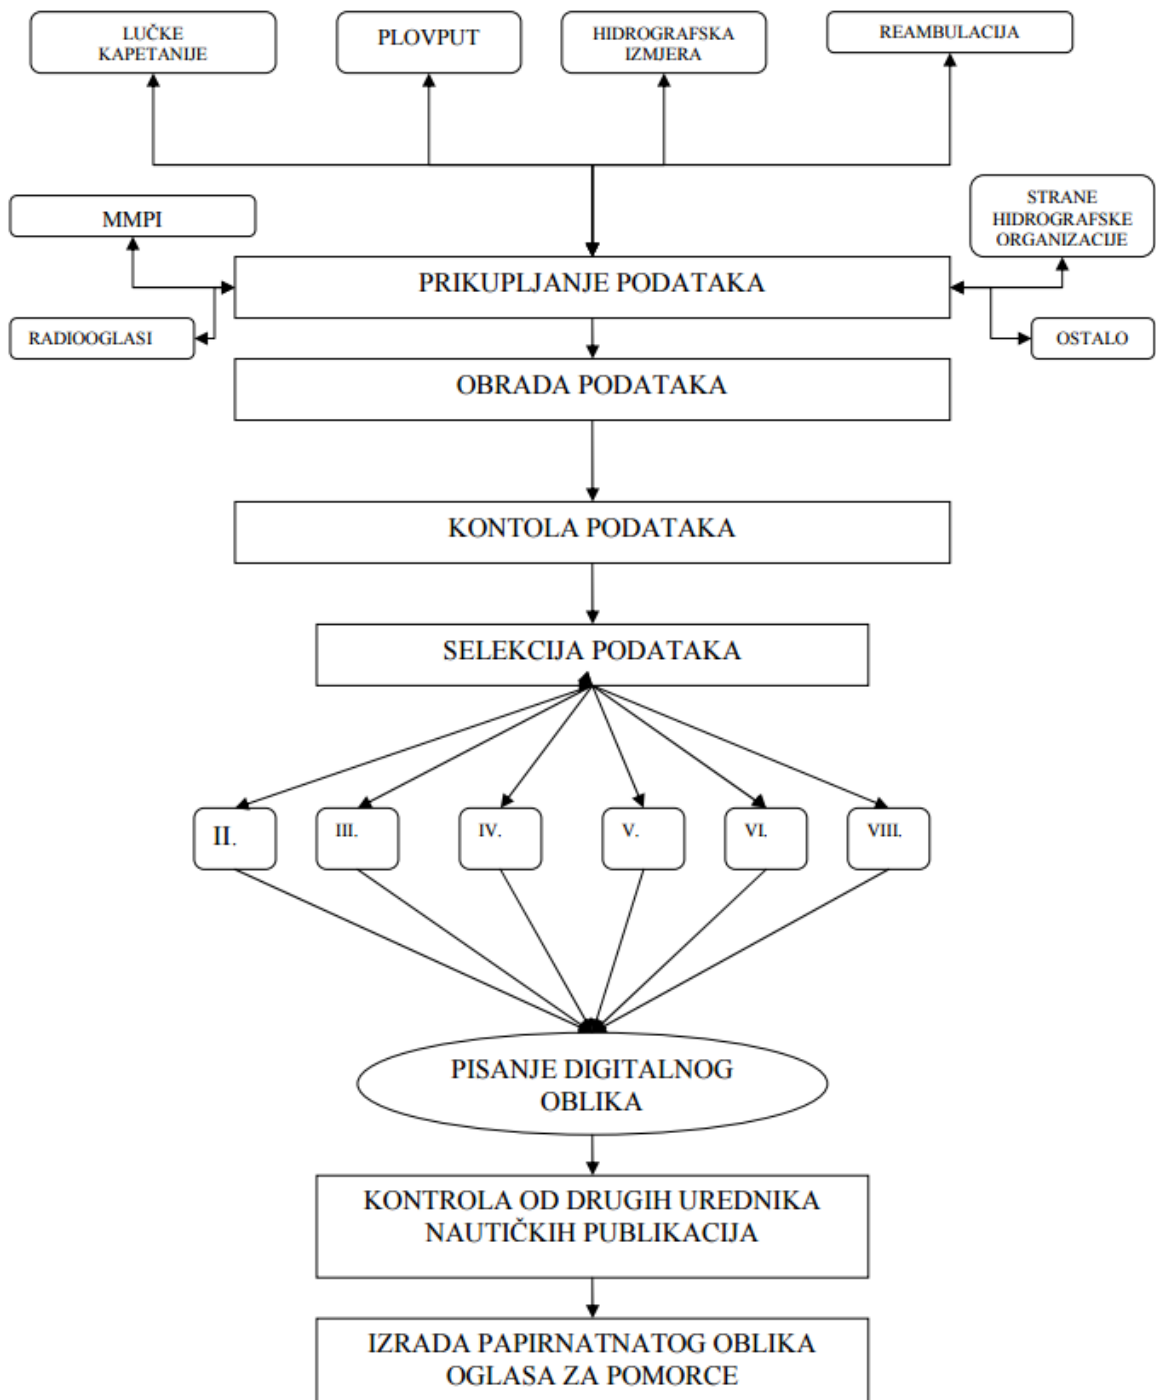 LUČKE
KAPETANIJE
PLOVPUT
HIDROGRAFSKA
IZMJERA
REAMBULACIJA
MMPI
STRANE
HIDROGRAFSKE
ORGANIZACIJE
PRIKUPLJANJE PODATAKA
RADIOOGLASI
OSTALO
OBRADA PODATAKA
KONTOLA PODATAKA
SELEKCIJA PODATAKA
II.
III.
IV.
V.
VI.
VIII.
PISANJE DIGITALNOG
OBLIKA
KONTROLA OD DRUGIH UREDNIKA
NAUTIČKIH PUBLIKACIJA
IZRADA PAPIRNATNATOG OBLIKA
OGLASA ZA POMORCE